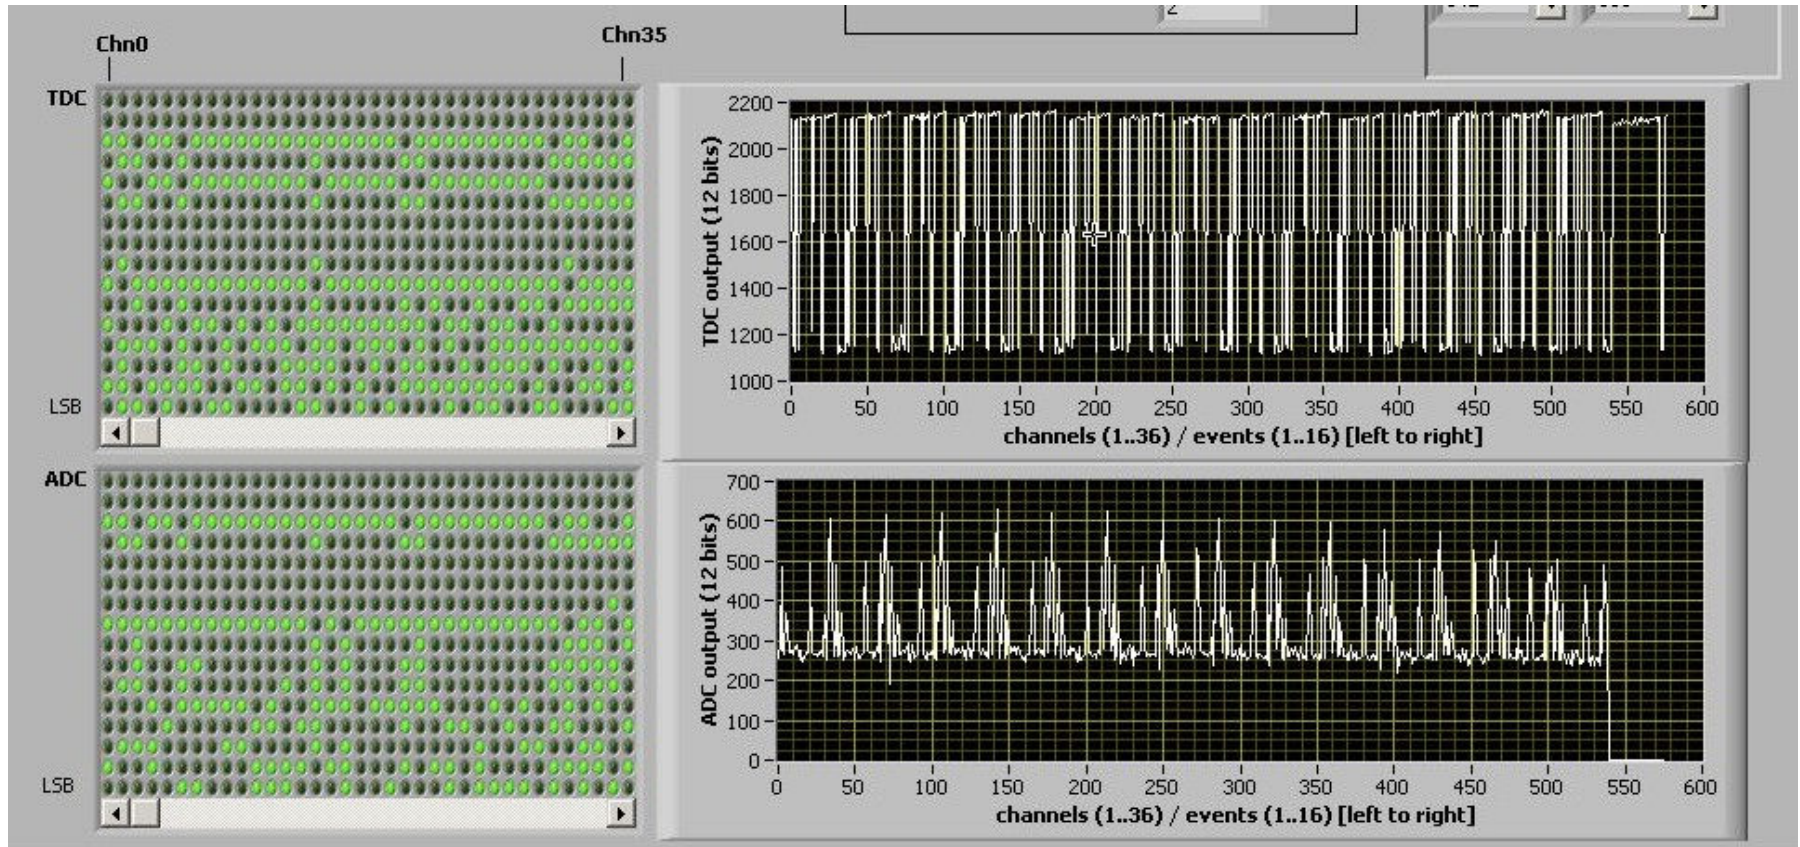 2
Chn0
Chn35
TDC
LSB
TDC output (12 bits)
2200
2000
1800
1600
1400
1200
1000
0 50 100 150 200 250 300 350 400 450 500 550 600
channels (1..36) / events (1..16) [left to right]
ADC
LSB
ADC output (12 bits)
700
600
500
400
300
200
100
0
0 50 100 150 200 250 300 350 400 450 500 550 600
channels (1..36) / events (1..16) [left to right]